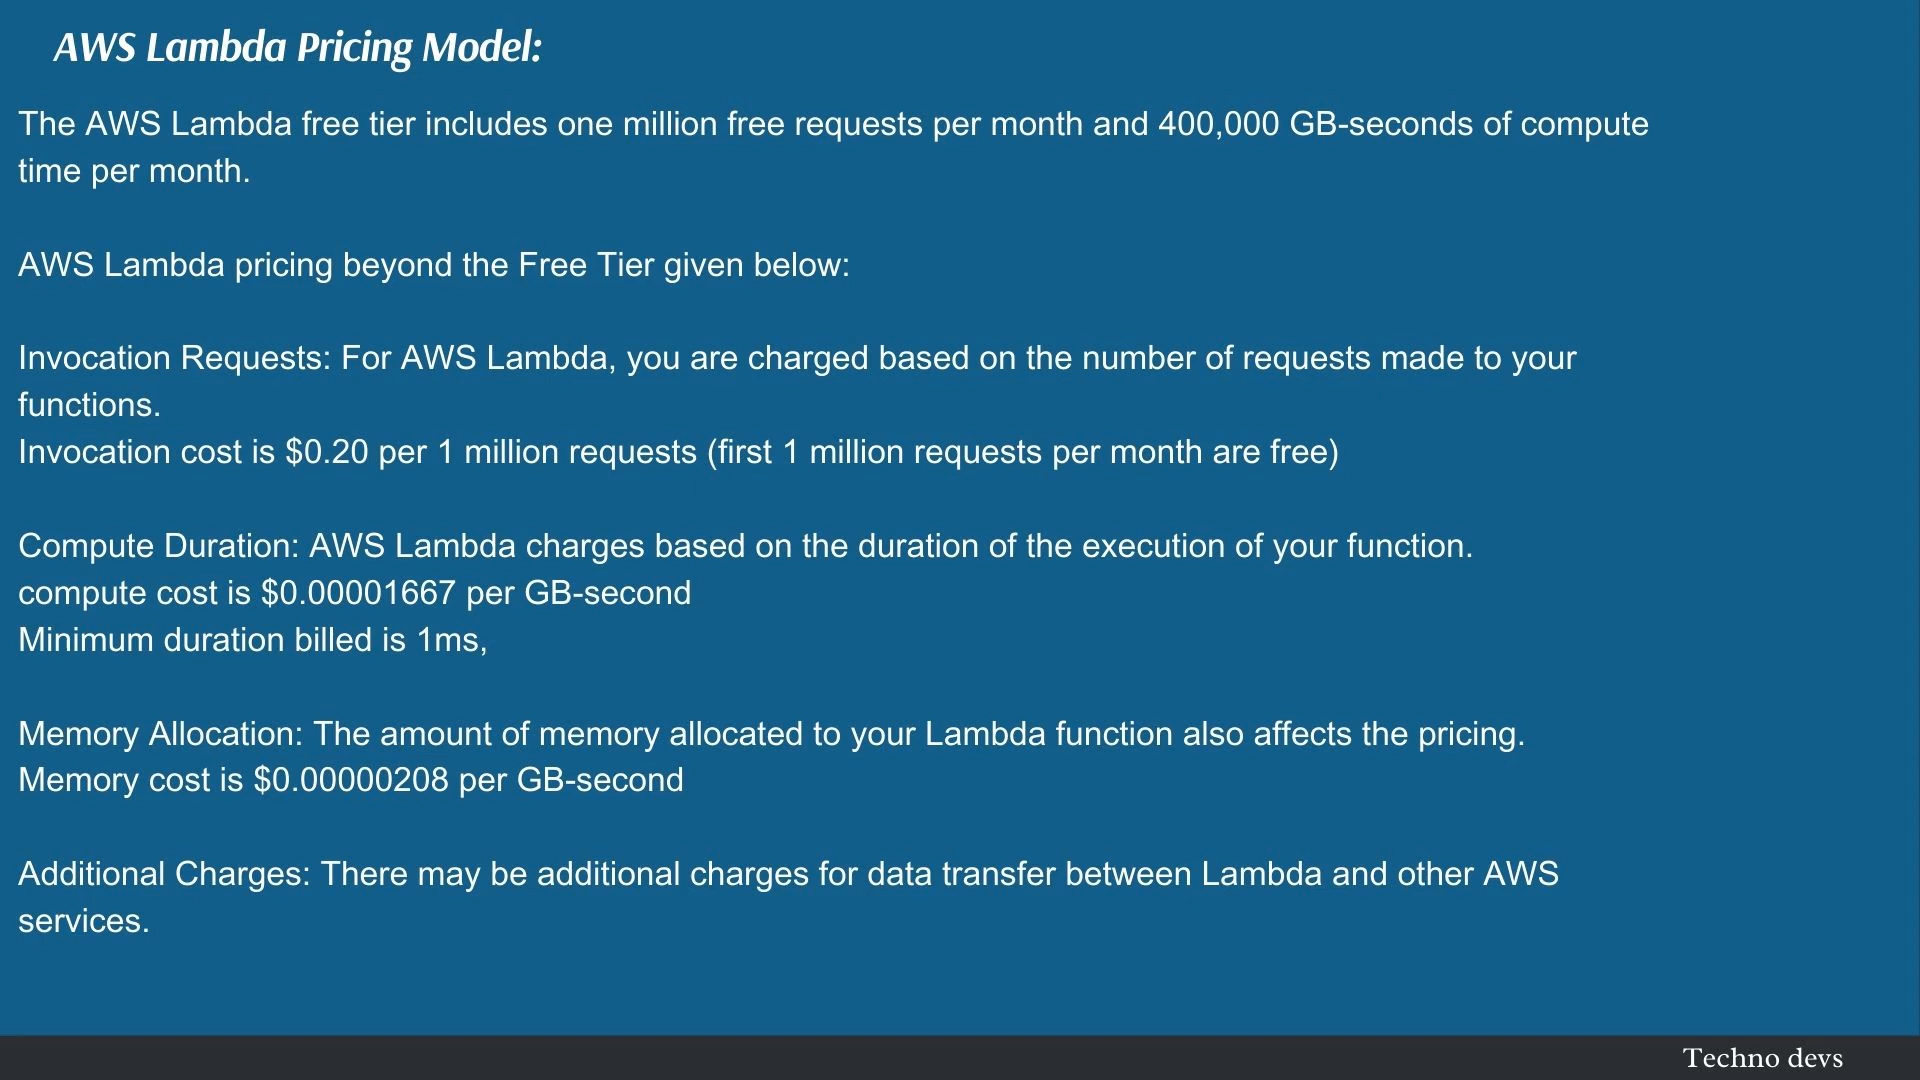 AWS Lambda Pricing Model:
The AWS Lambda free tier includes one million free requests per month and 400,000 GB-seconds of compute
time per month.
AWS Lambda pricing beyond the Free Tier given below:
Invocation Requests: For AWS Lambda, you are charged based on the number of requests made to your
functions.
Invocation cost is $0.20 per 1 million requests (first 1 million requests per month are free)
Compute Duration: AWS Lambda charges based on the duration of the execution of your function.
compute cost is $0.00001667 per GB-second
Minimum duration billed is 1ms,
Memory Allocation: The amount of memory allocated to your Lambda function also affects the pricing.
Memory cost is $0.00000208 per GB-second
Additional Charges: There may be additional charges for data transfer between Lambda and other AWS
services.
Techno devs